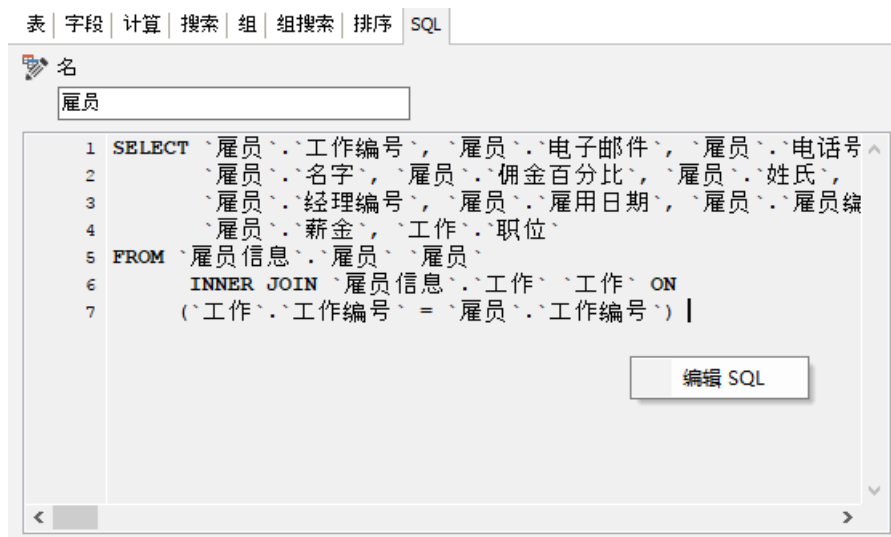 表 字段 计算 搜索 组 组搜索 排序 SQL
名
雇员
1 SELECT `雇员`.`工作编号`, `雇员`.`电子邮件`, `雇员`.`电话号
2 `雇员`.`名字`, `雇员`.`佣金百分比`, `雇员`.`姓氏`,
3 `雇员`.`经理编号`, `雇员`.`雇用日期`, `雇员`.`雇员编
4 `雇员`.`薪金`, `工作`.`职位`
5 FROM `雇员信息`.`雇员` `雇员`
6 INNER JOIN `雇员信息`.`工作` `工作` ON
7 (`工作`.`工作编号` = `雇员`.`工作编号`)
编辑 SQL